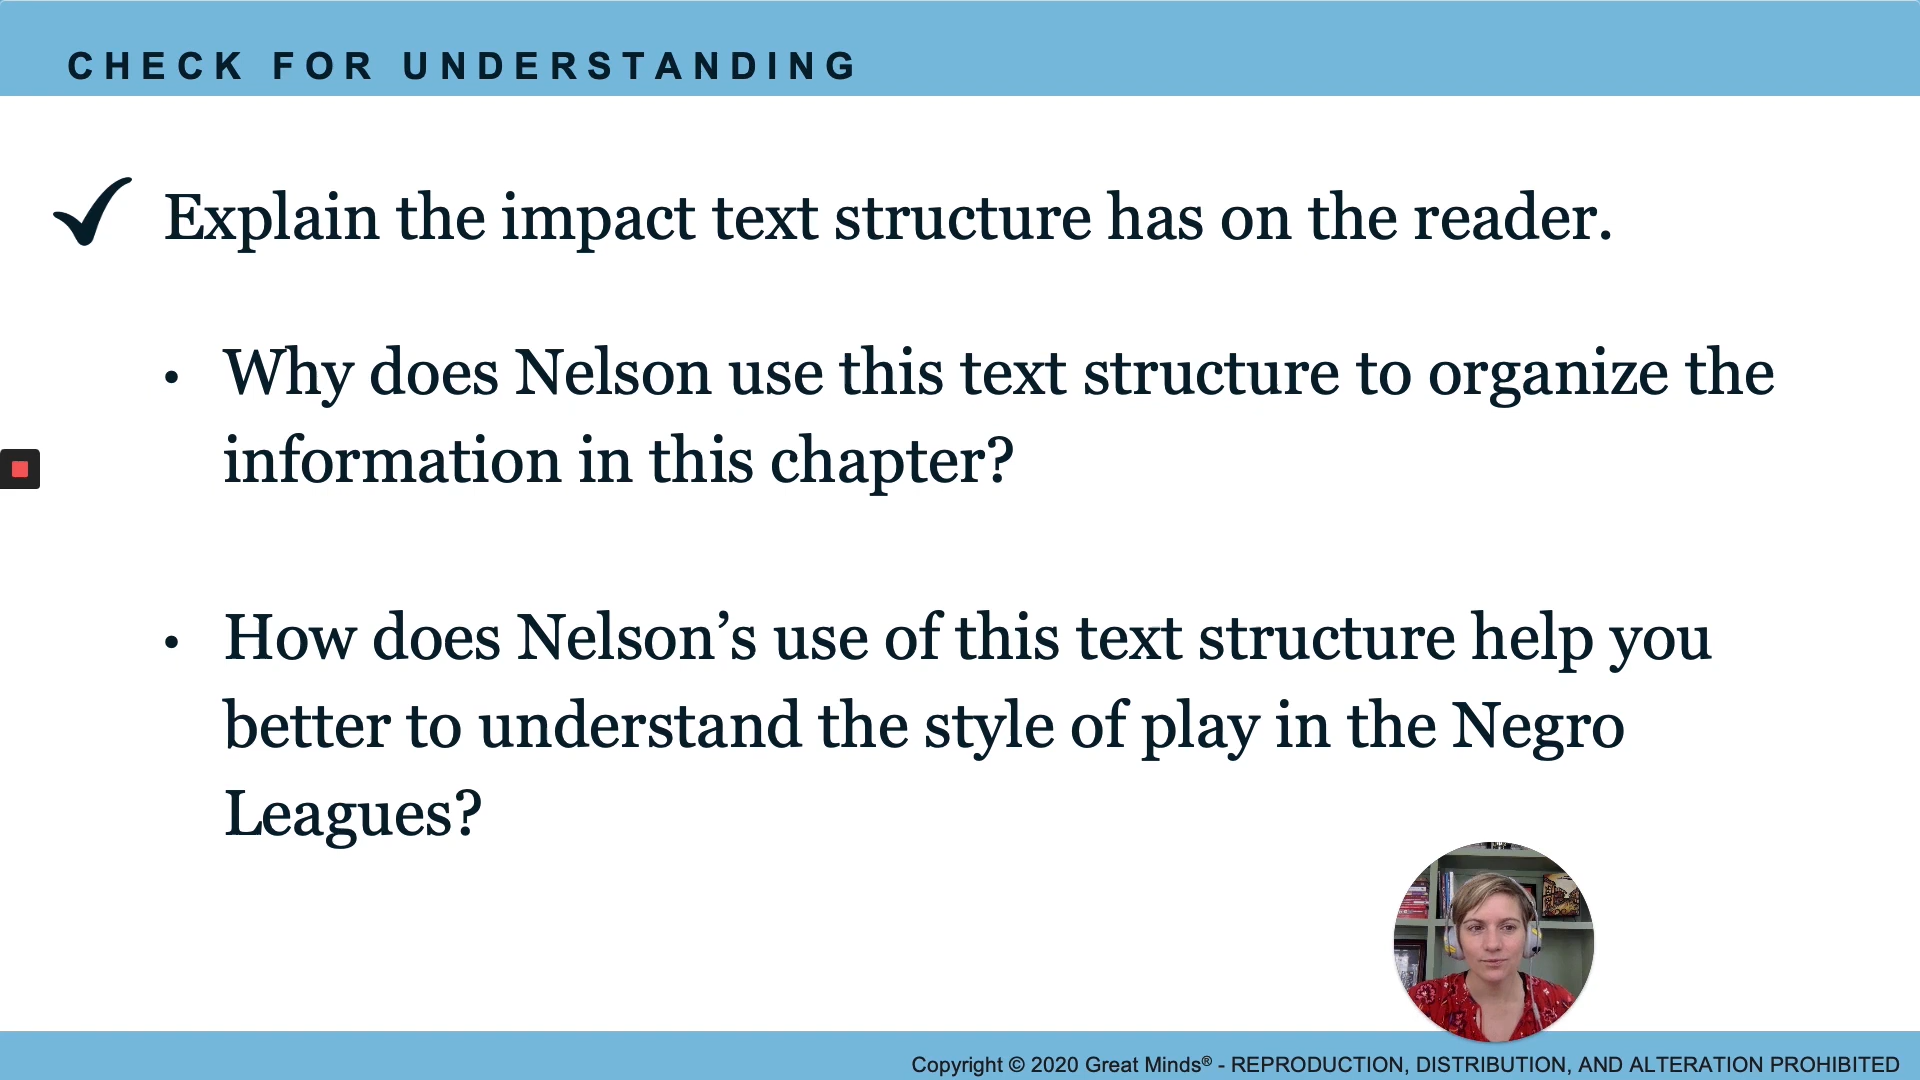 CHECK FOR UNDERSTANDING
Explain the impact text structure has on the reader.
• Why does Nelson use this text structure to organize the
information in this chapter?
• How does Nelson’s use of this text structure help you
better to understand the style of play in the Negro
Leagues?
Copyright © 2020 Great Minds® - REPRODUCTION, DISTRIBUTION, AND ALTERATION PROHIBITED